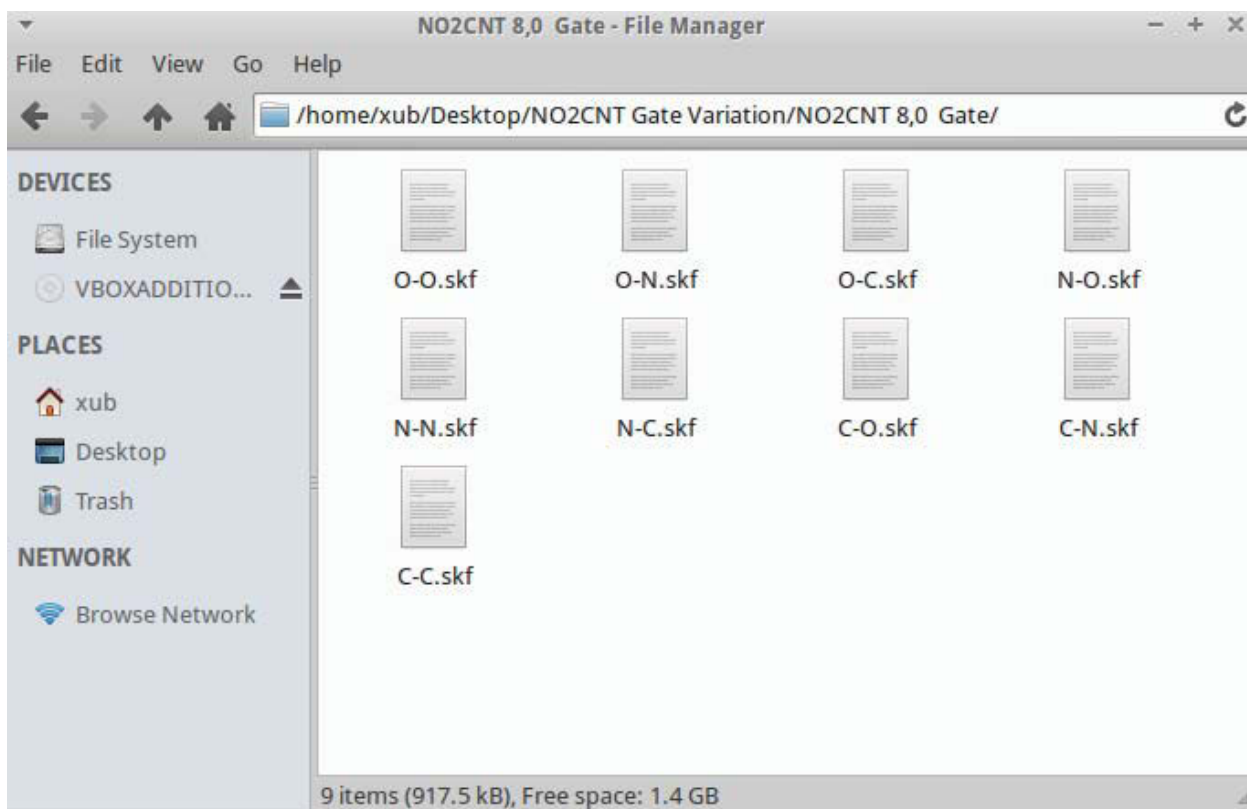 NO2CNT 8,0  Gate - File Manager
File Edit View Go Help
/home/xub/Desktop/NO2CNT Gate Variation/NO2CNT 8,0  Gate/
DEVICES
File System
VBOXADDITIO...
PLACES
xub
Desktop
Trash
NETWORK
Browse Network
O-O.skf O-N.skf O-C.skf N-O.skf
N-N.skf N-C.skf C-O.skf C-N.skf
C-C.skf
9 items (917.5 kB), Free space: 1.4 GB